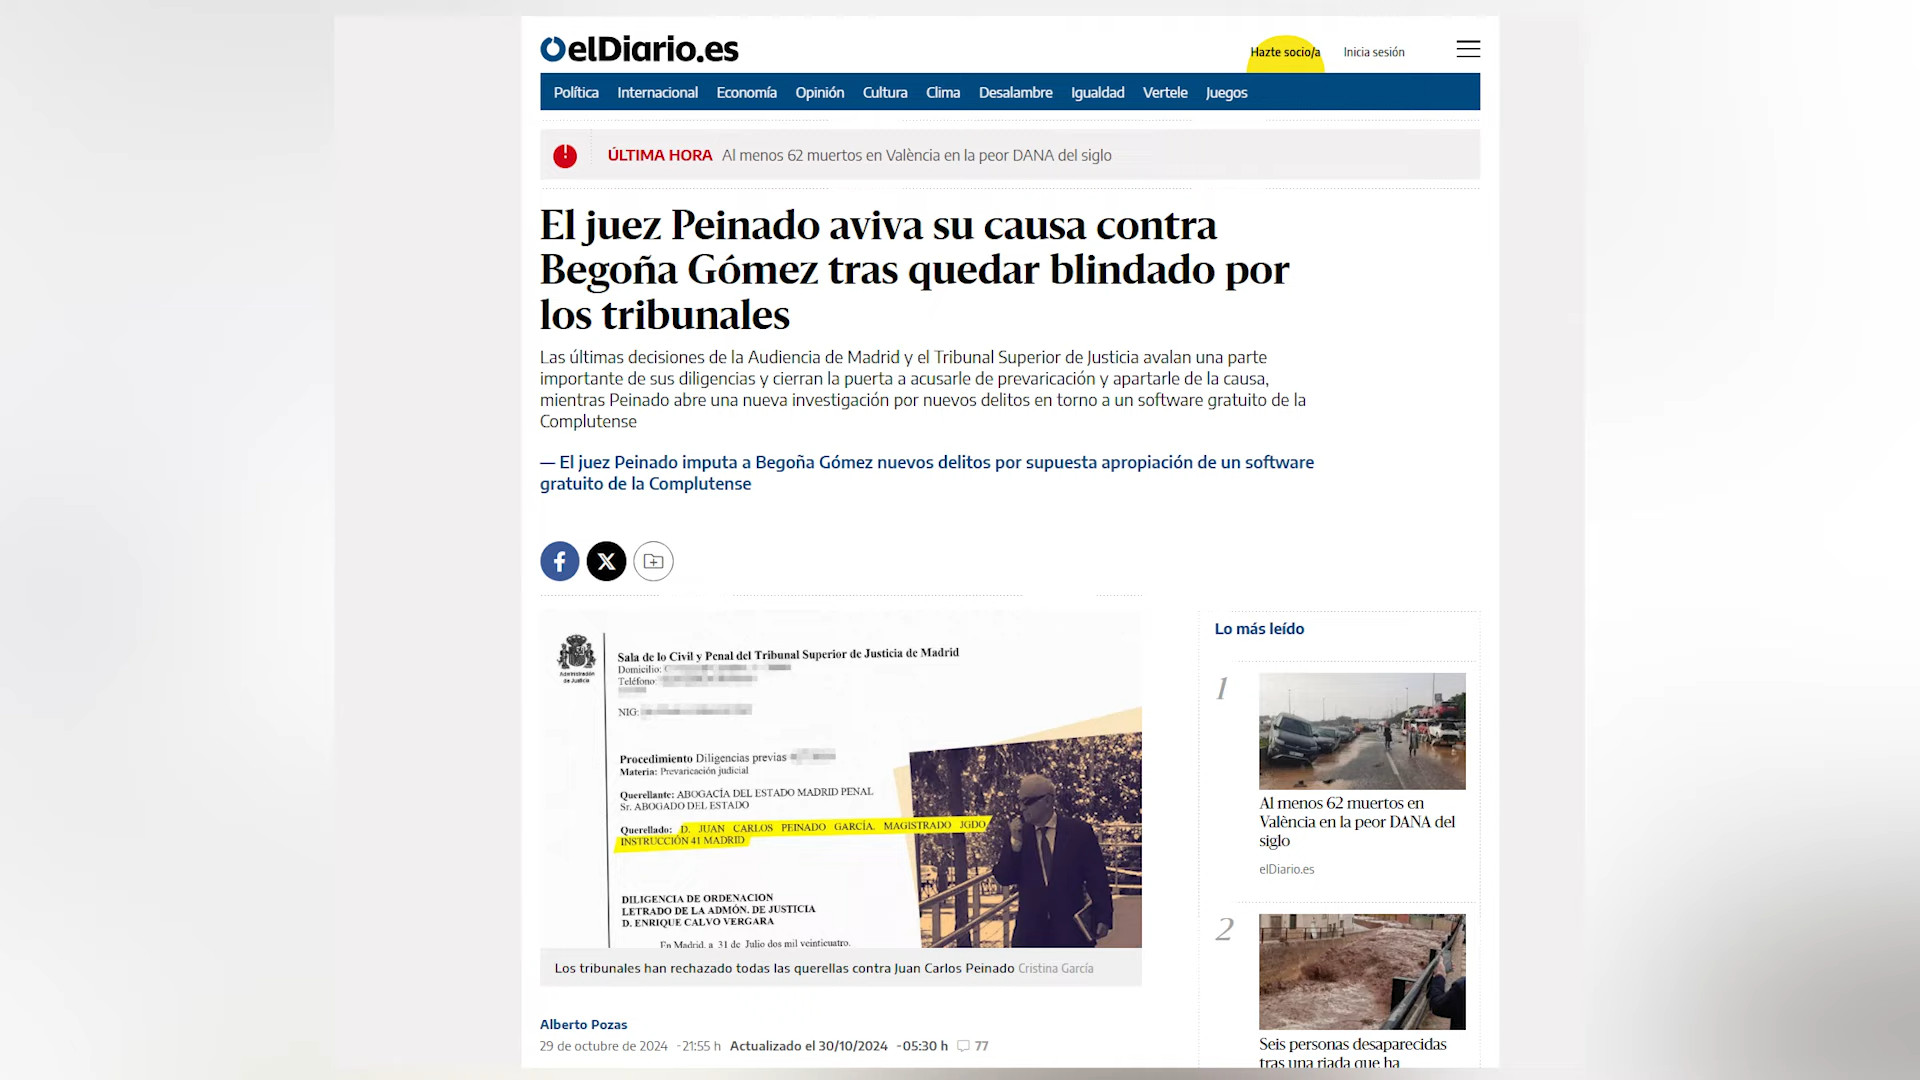 elDiario.es
Hazte socio/a
Inicia sesión
Política Internacional Economía Opinión Cultura Clima Desalambre Igualdad Vertele Juegos
ÚLTIMA HORA Al menos 62 muertos en València en la peor DANA del siglo
El juez Peinado aviva su causa contra
Begoña Gómez tras quedar blindado por
los tribunales
Las últimas decisiones de la Audiencia de Madrid y el Tribunal Superior de Justicia avalan una parte
importante de sus diligencias y cierran la puerta a acusarle de prevaricación y apartarle de la causa,
mientras Peinado abre una nueva investigación por nuevos delitos en torno a un software gratuito de la
Complutense
— El juez Peinado imputa a Begoña Gómez nuevos delitos por supuesta apropiación de un software
gratuito de la Complutense
Administración
de Justicia
Sala de lo Civil y Penal del Tribunal Superior de Justicia de Madrid
Domicilio:
Teléfono:
NIG:
Procedimiento Diligencias previas
Materia: Prevaricación judicial
Querellante: ABOGACÍA DEL ESTADO MADRID PENAL
Sr. ABOGADO DEL ESTADO
Querellado: D. JUAN CARLOS PEINADO GARCÍA. MAGISTRADO JGDO
INSTRUCCIÓN 41 MADRID
DILIGENCIA DE ORDENACION
LETRADO DE LA ADMÓN. DE JUSTICIA
D. ENRIQUE CALVO VERGARA
En Madrid, a 31 de Julio dos mil veinticuatro.
Los tribunales han rechazado todas las querellas contra Juan Carlos Peinado Cristina García
Alberto Pozas
29 de octubre de 2024 -21:55 h Actualizado el 30/10/2024 -05:30 h 77
Lo más leído
1
Al menos 62 muertos en
València en la peor DANA del
siglo
elDiario.es
2
Seis personas desaparecidas
tras una riada que ha